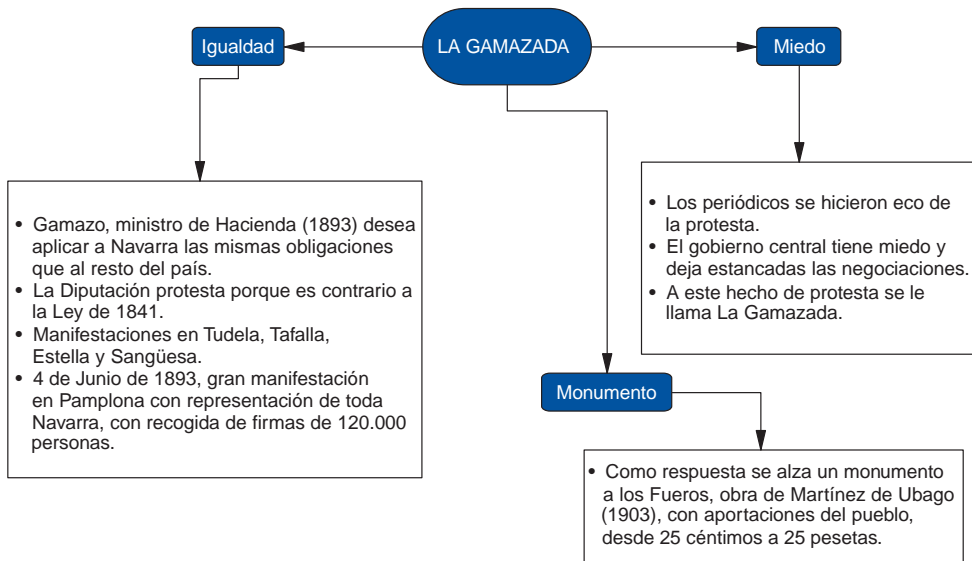 LA GAMAZADA
Igualdad
• Gamazo, ministro de Hacienda (1893) desea
aplicar a Navarra las mismas obligaciones
que al resto del país.
• La Diputación protesta porque es contrario a
la Ley de 1841.
• Manifestaciones en Tudela, Tafalla,
Estella y Sangüesa.
• 4 de Junio de 1893, gran manifestación
en Pamplona con representación de toda
Navarra, con recogida de firmas de 120.000
personas.
Miedo
• Los periódicos se hicieron eco de
la protesta.
• El gobierno central tiene miedo y
deja estancadas las negociaciones.
• A este hecho de protesta se le
llama La Gamazada.
Monumento
• Como respuesta se alza un monumento
a los Fueros, obra de Martínez de Ubago
(1903), con aportaciones del pueblo,
desde 25 céntimos a 25 pesetas.